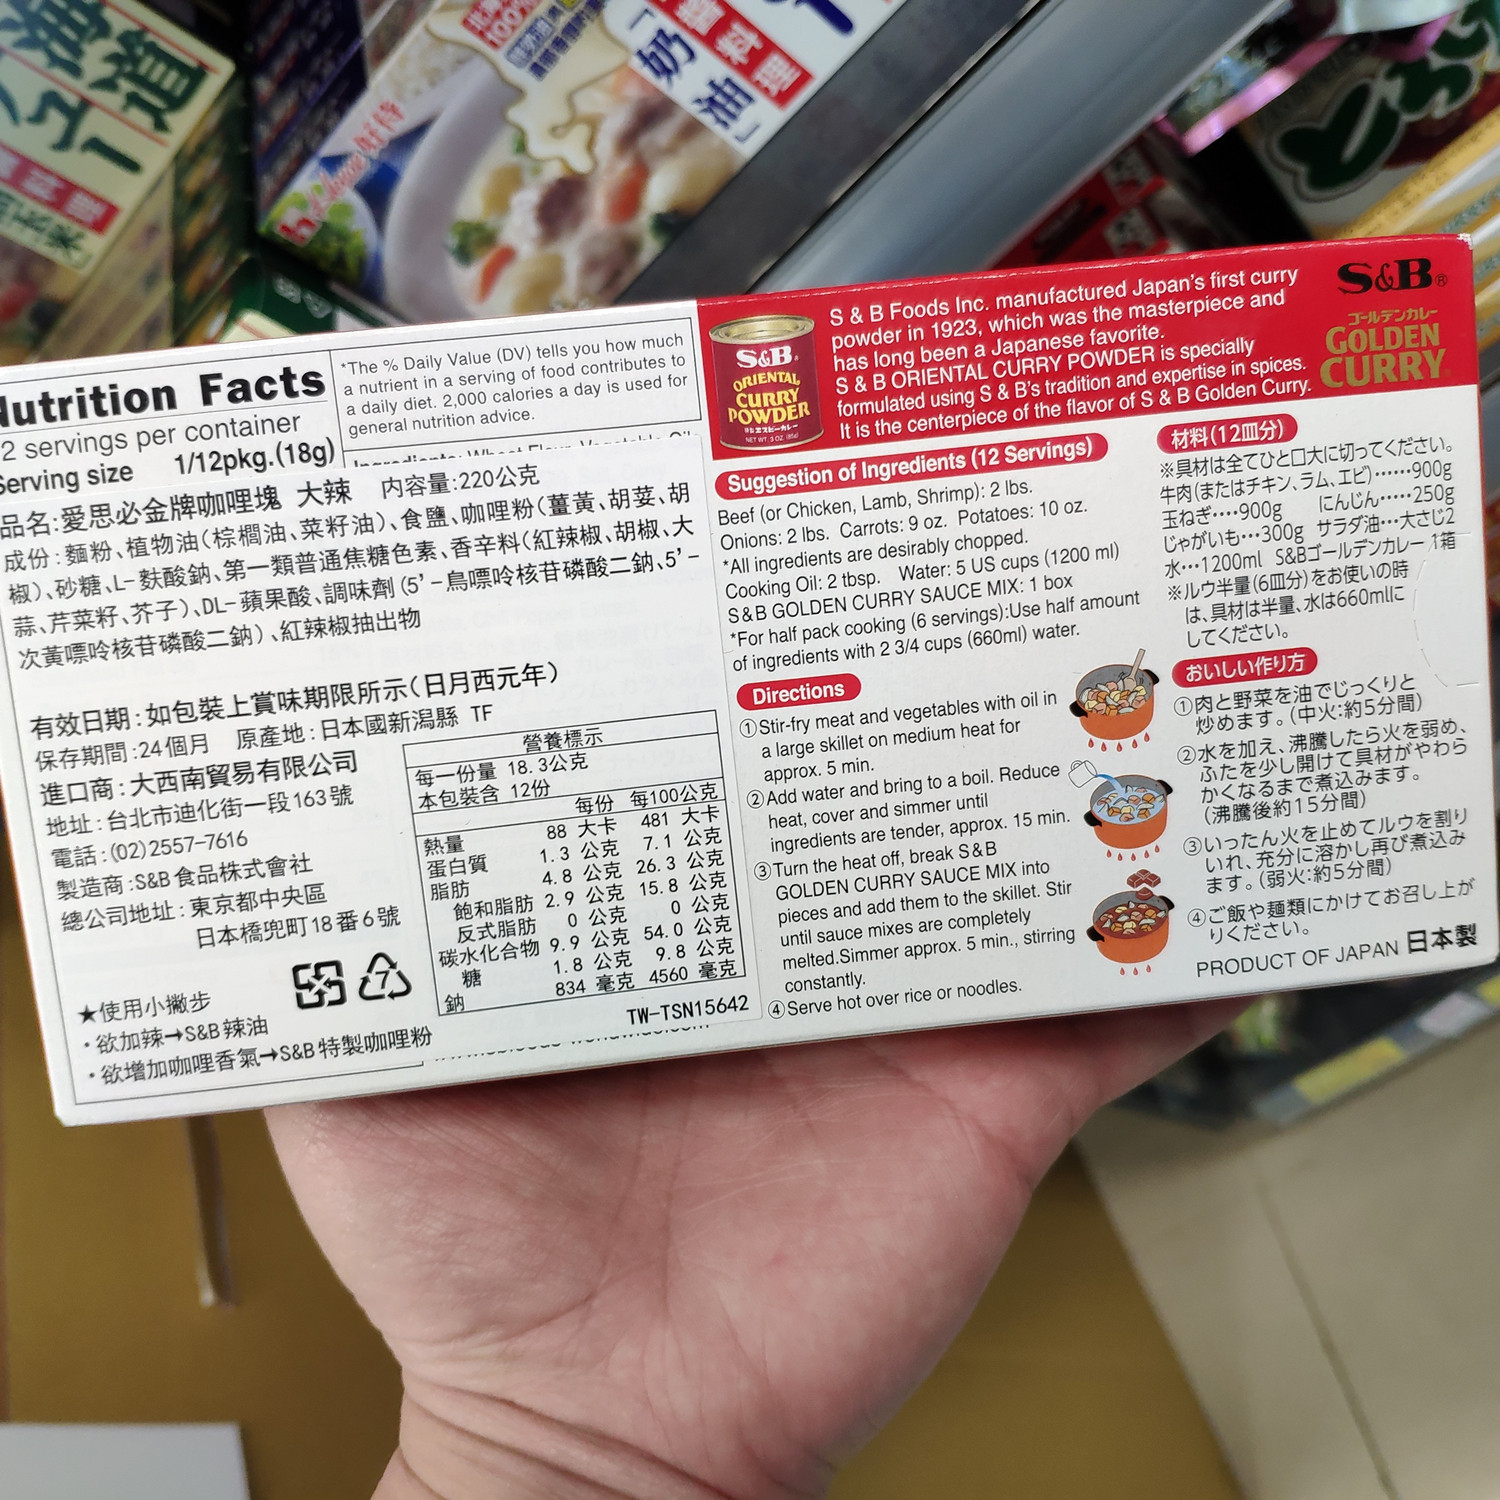 海道
北海
100%
醬料理
「奶油」
House 好侍
Nutrition Facts
2 servings per container
Serving size 1/12pkg.(18g)
*The % Daily Value (DV) tells you how much
a nutrient in a serving of food contributes to
a daily diet. 2,000 calories a day is used for
general nutrition advice.
品名:愛思必金牌咖哩塊 大辣 內容量:220公克
成份:麵粉、植物油(棕櫚油、菜籽油)、食鹽、咖哩粉(薑黃、胡荽、胡
椒)、砂糖、L-麩酸鈉、第一類普通焦糖色素、香辛料(紅辣椒、胡椒、大
蒜、芹菜籽、芥子)、DL-蘋果酸、調味劑(5'-鳥嘌呤核苷磷酸二鈉、5'-
次黃嘌呤核苷磷酸二鈉)、紅辣椒抽出物
有效日期:如包裝上賞味期限所示(日月西元年)
保存期間:24個月 原產地:日本國新潟縣 TF
進口商:大西南貿易有限公司
地址:台北市迪化街一段163號
電話:(02)2557-7616
製造商:S&B食品株式會社
總公司地址:東京都中央區
日本橋兜町18番6號
★使用小撇步
・欲加辣→S&B辣油
・欲增加咖哩香氣→S&B特製咖哩粉
7
營養標示
每一份量 18.3公克
本包裝含 12份
每份 每100公克
熱量 88 大卡 481 大卡
蛋白質 1.3 公克 7.1 公克
脂肪 4.8 公克 26.3 公克
飽和脂肪 2.9 公克 15.8 公克
反式脂肪 0 公克 0 公克
碳水化合物 9.9 公克 54.0 公克
糖 1.8 公克 9.8 公克
鈉 834 毫克 4560 毫克
TW-TSN15642
S&B
ORIENTAL
CURRY
POWDER
NET WT. 3 OZ (85g)
S & B Foods Inc. manufactured Japan's first curry
powder in 1923, which was the masterpiece and
has long been a Japanese favorite.
S & B ORIENTAL CURRY POWDER is specially
formulated using S & B's tradition and expertise in spices.
It is the centerpiece of the flavor of S & B Golden Curry.
S&B®
ゴールデンカレー
GOLDEN
CURRY
Suggestion of Ingredients (12 Servings)
Beef (or Chicken, Lamb, Shrimp): 2 lbs.
Onions: 2 lbs. Carrots: 9 oz. Potatoes: 10 oz.
*All ingredients are desirably chopped.
Cooking Oil: 2 tbsp. Water: 5 US cups (1200 ml)
S&B GOLDEN CURRY SAUCE MIX: 1 box
*For half pack cooking (6 servings):Use half amount
of ingredients with 2 3/4 cups (660ml) water.
Directions
①Stir-fry meat and vegetables with oil in
a large skillet on medium heat for
approx. 5 min.
②Add water and bring to a boil. Reduce
heat, cover and simmer until
ingredients are tender, approx. 15 min.
③Turn the heat off, break S&B
GOLDEN CURRY SAUCE MIX into
pieces and add them to the skillet. Stir
until sauce mixes are completely
melted.Simmer approx. 5 min., stirring
constantly.
④Serve hot over rice or noodles.
材料(12皿分)
※具材は全てひと口大に切ってください。
牛肉(またはチキン、ラム、エビ)……900g
玉ねぎ‥‥900g にんじん‥‥‥250g
じゃがいも…300g サラダ油…大さじ2
水…1200ml S&Bゴールデンカレー 1箱
※ルウ半量(6皿分)をお使いの時
は、具材は半量、水は660mlに
してください。
おいしい作り方
①肉と野菜を油でじっくりと
炒めます。(中火:約5分間)
②水を加え、沸騰したら火を弱め、
ふたを少し開けて具材がやわら
かくなるまで煮込みます。
(沸騰後約15分間)
③いったん火を止めてルウを割り
いれ、充分に溶かし再び煮込み
ます。(弱火:約5分間)
④ご飯や麺類にかけてお召し上が
りください。
PRODUCT OF JAPAN 日本製